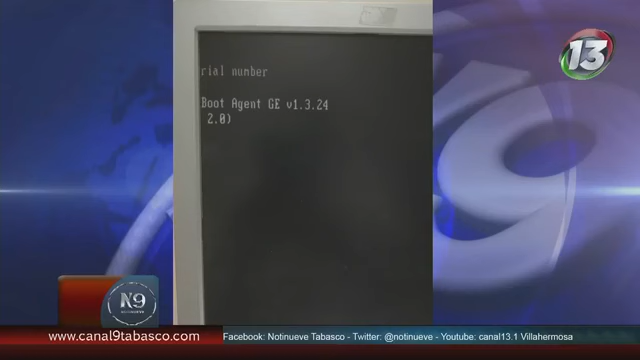 13
rial number
Boot Agent GE v1.3.24
2.0)
9
N9
www.canal9tabasco.com
Facebook: Notinueve Tabasco - Twitter: @notinueve - Youtube: canal13.1 Villahermosa